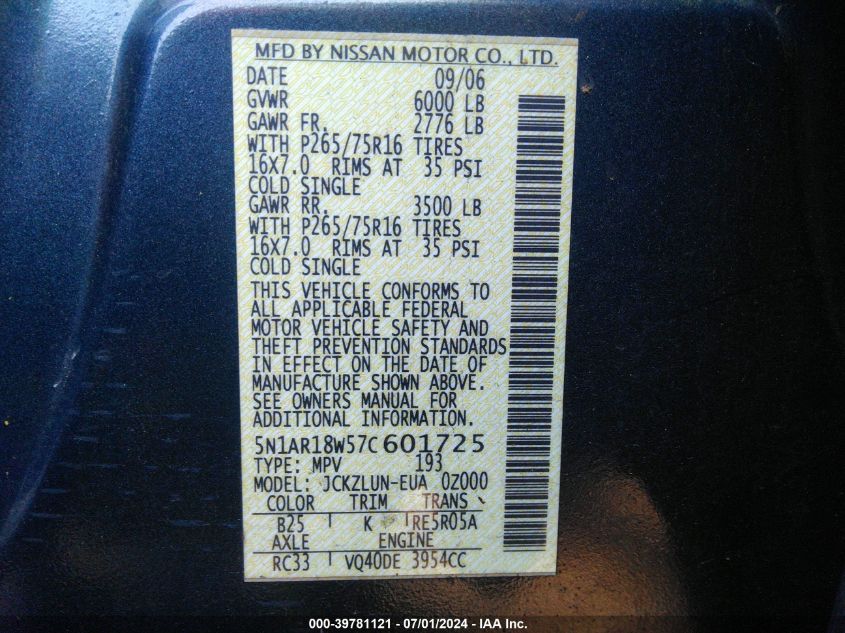 MFD BY NISSAN MOTOR CO., LTD.
DATE 09/06
GVWR 6000 LB
GAWR FR. 2776 LB
WITH P265/75R16 TIRES
16X7.0 RIMS AT 35 PSI
COLD SINGLE
GAWR RR. 3500 LB
WITH P265/75R16 TIRES
16X7.0 RIMS AT 35 PSI
COLD SINGLE
THIS VEHICLE CONFORMS TO
ALL APPLICABLE FEDERAL
MOTOR VEHICLE SAFETY AND
THEFT PREVENTION STANDARDS
IN EFFECT ON THE DATE OF
MANUFACTURE SHOWN ABOVE.
SEE OWNERS MANUAL FOR
ADDITIONAL INFORMATION.
5N1AR18W57C601725
TYPE: MPV 193
MODEL: JCKZLUN-EUA 0Z000
COLOR TRIM TRANS
B25 K RE5R05A
AXLE ENGINE
RC33 VQ40DE 3954CC
000-39781121 - 07/01/2024 - IAA Inc.